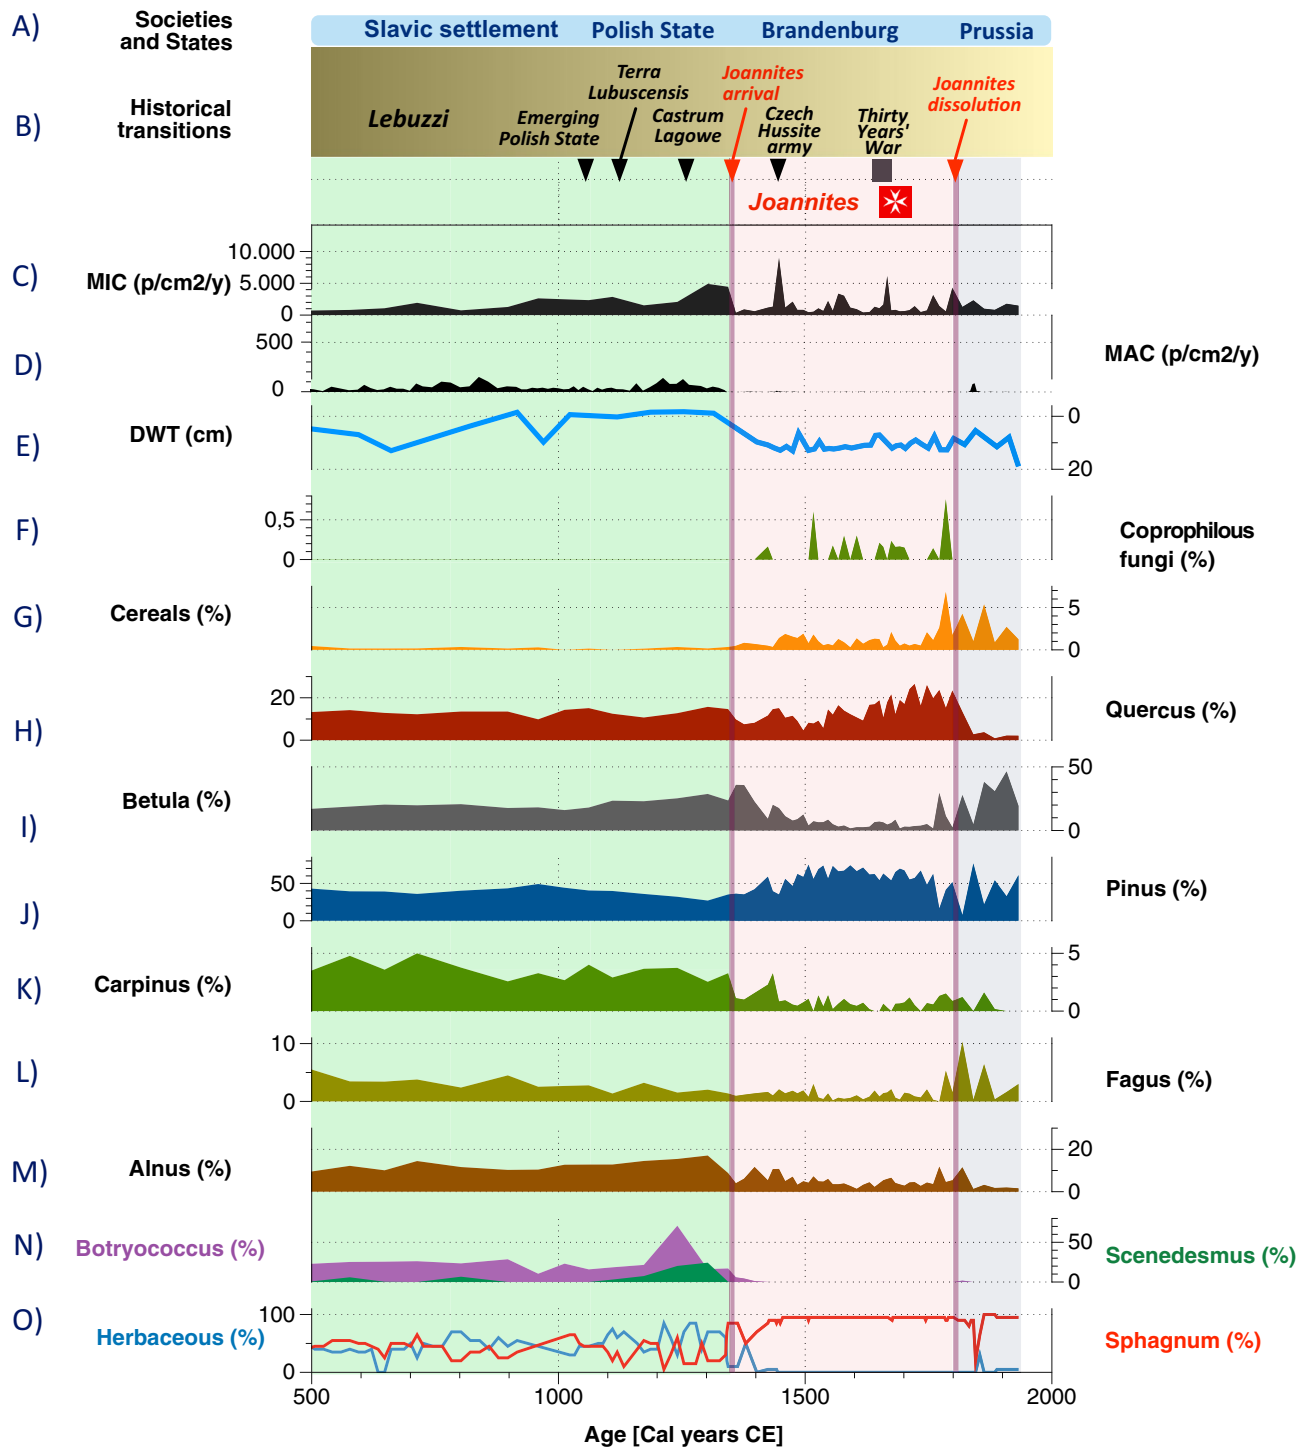 A)
Societies
and States
Slavic settlement
Polish State
Brandenburg
Prussia
B)
Historical
transitions
Lebuzzi
Emerging
Polish State
Terra
Lubuscensis
Castrum
Lagowe
Joannites
arrival
Czech
Hussite
army
Thirty
Years'
War
Joannites
dissolution
Joannites
C)
MIC (p/cm2/y)
10.000
5.000
0
D)
500
0
MAC (p/cm2/y)
E)
DWT (cm)
0
20
F)
0,5
0
Coprophilous
fungi (%)
G)
Cereals (%)
5
0
H)
20
0
Quercus (%)
I)
Betula (%)
50
0
J)
50
0
Pinus (%)
K)
Carpinus (%)
5
0
L)
10
0
Fagus (%)
M)
Alnus (%)
20
0
N)
Botryococcus (%)
50
0
Scenedesmus (%)
O)
Herbaceous (%)
100
0
Sphagnum (%)
500
1000
1500
2000
Age [Cal years CE]